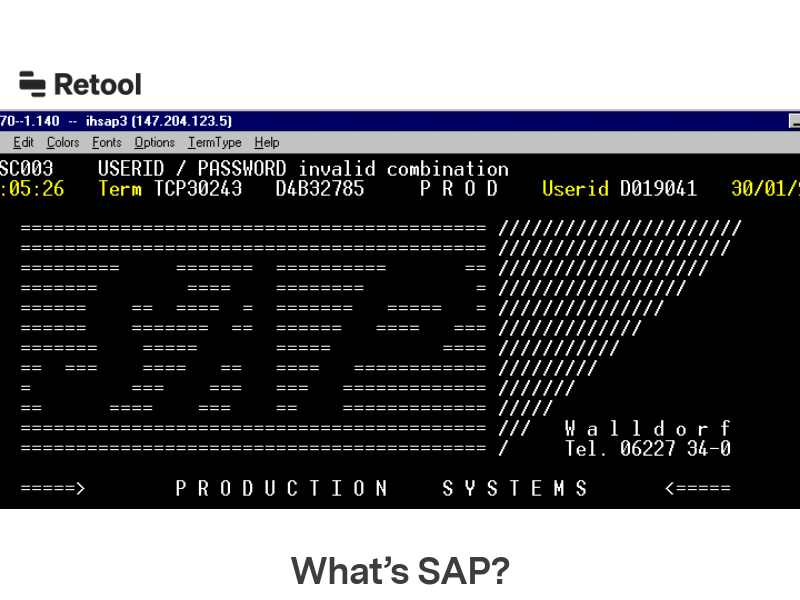 Retool
70--1.140 -- ihsap3 (147.204.123.5)
Edit Colors Fonts Options TermType Help
SC003 USERID / PASSWORD invalid combination
:05:26 Term TCP30243 D4B32785 P R O D Userid D019041 30/01/
========================================== //////////////////////
========================================== /////////////////////
========= ======= ========== == ///////////////////
======= ==== ======== = /////////////////
====== == ==== = ======= ===== = ///////////////
====== ======= == ====== ==== === /////////////
======= ===== ===== ==== ///////////
== === ==== == ==== ============ /////////
= === === === ============= ///////
== ==== === == ============= /////
========================================== /// W a l l d o r f
========================================== / Tel. 06227 34-0
=====> P R O D U C T I O N S Y S T E M S <=====
What's SAP?